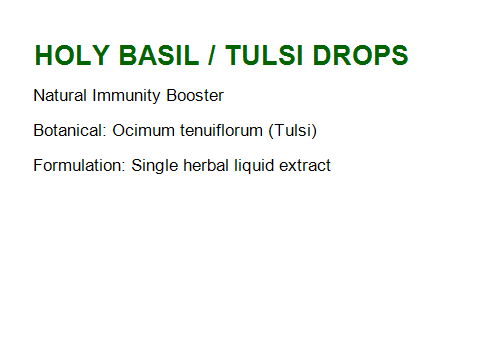 HOLY BASIL / TULSI DROPS
Natural Immunity Booster
Botanical: Ocimum tenuiflorum (Tulsi)
Formulation: Single herbal liquid extract